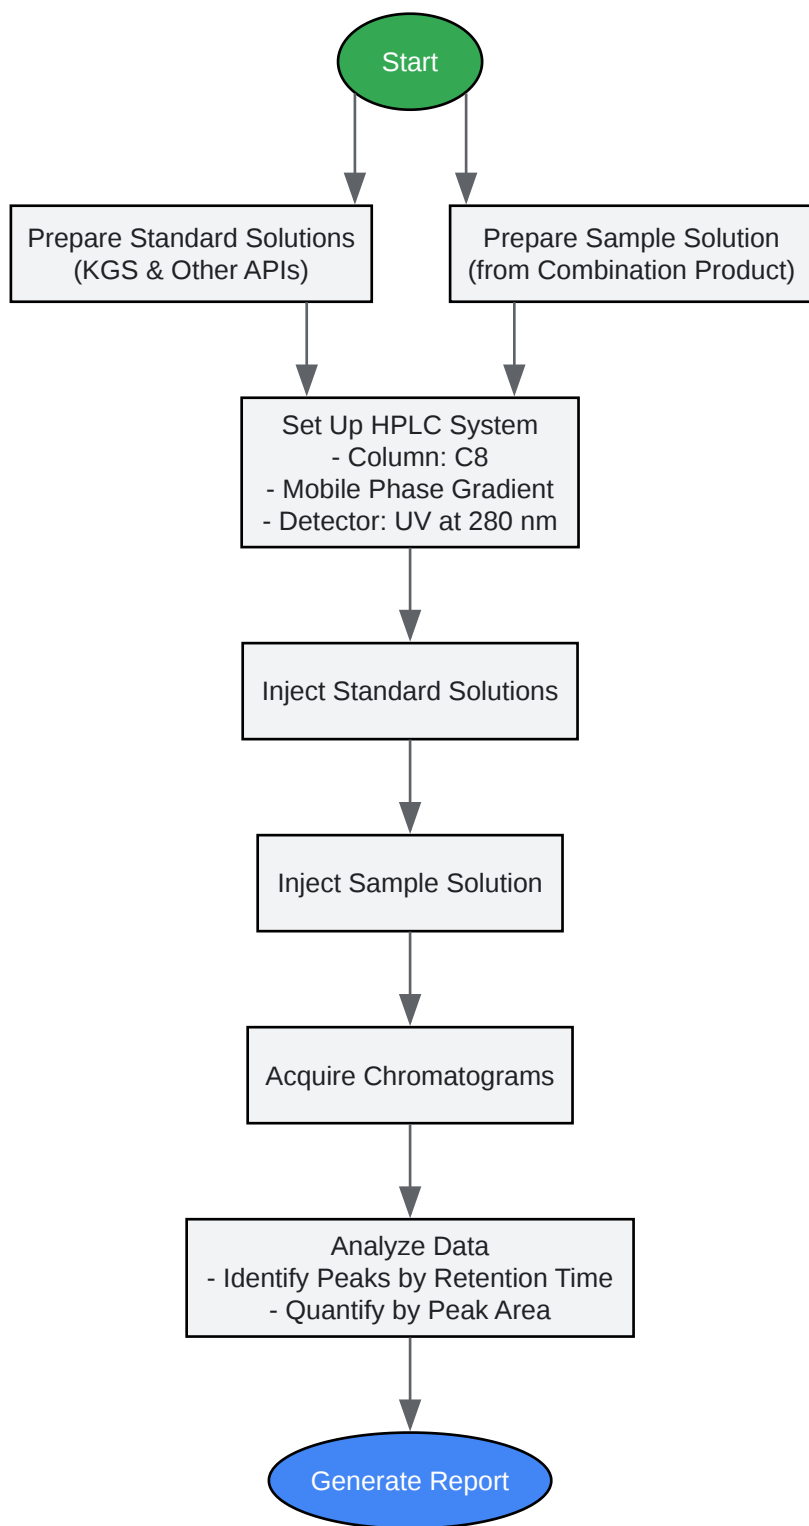 Start
Prepare Standard Solutions
(KGS & Other APIs)
Prepare Sample Solution
(from Combination Product)
Set Up HPLC System
- Column: C8
- Mobile Phase Gradient
- Detector: UV at 280 nm
Inject Standard Solutions
Inject Sample Solution
Acquire Chromatograms
Analyze Data
- Identify Peaks by Retention Time
- Quantify by Peak Area
Generate Report